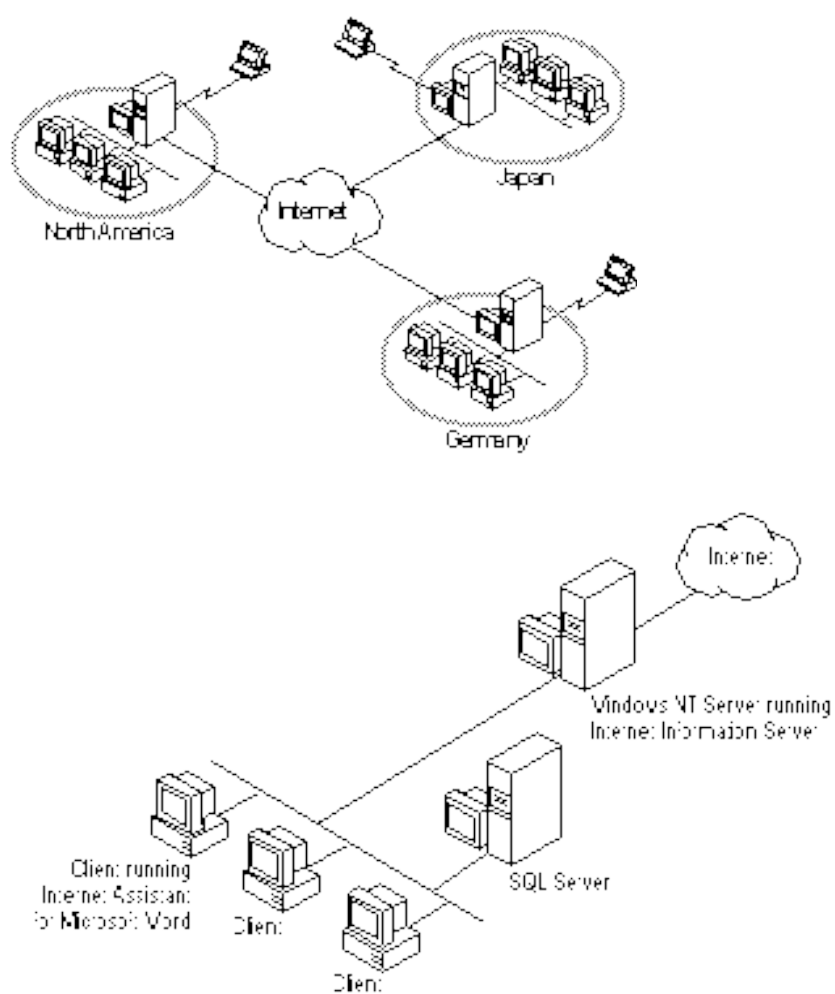 Japan
Internet
North America
Germany
Internet
Windows NT Server running
Internet Information Server
Client running
Internet Assistant
for Microsoft Word
SQL Server
Client
Client